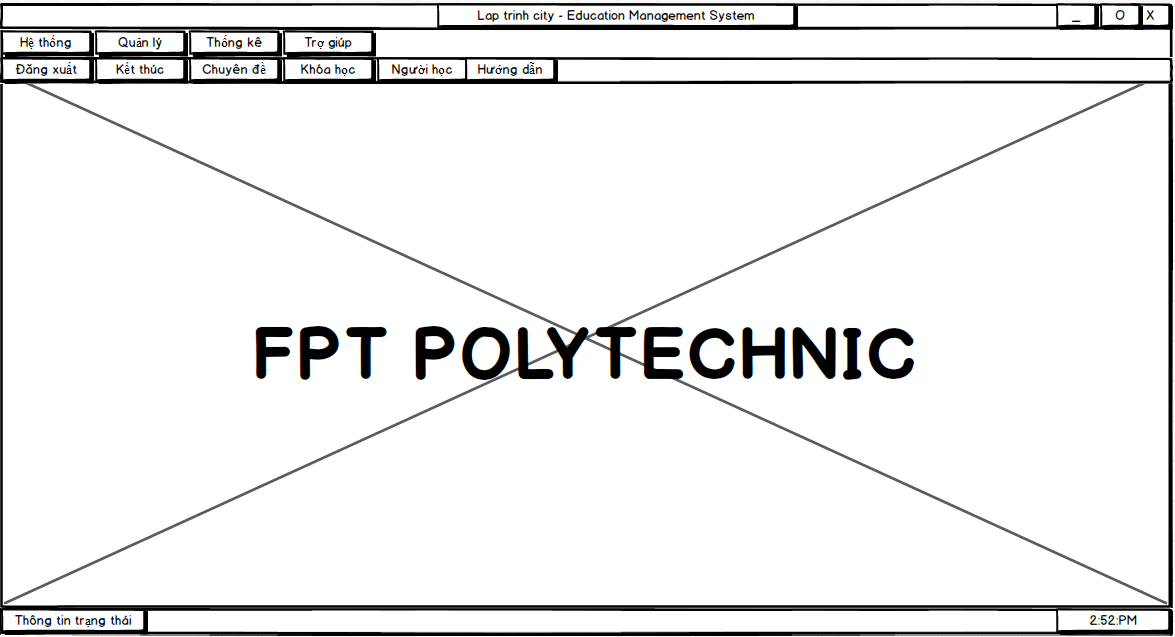 Lap trinh city - Education Management System _ O X
Hệ thống Quản lý Thống kê Trợ giúp
Đăng xuất Kết thúc Chuyên đề Khóa học Người học Hướng dẫn
FPT POLYTECHNIC
Thông tin trạng thái 2:52:PM